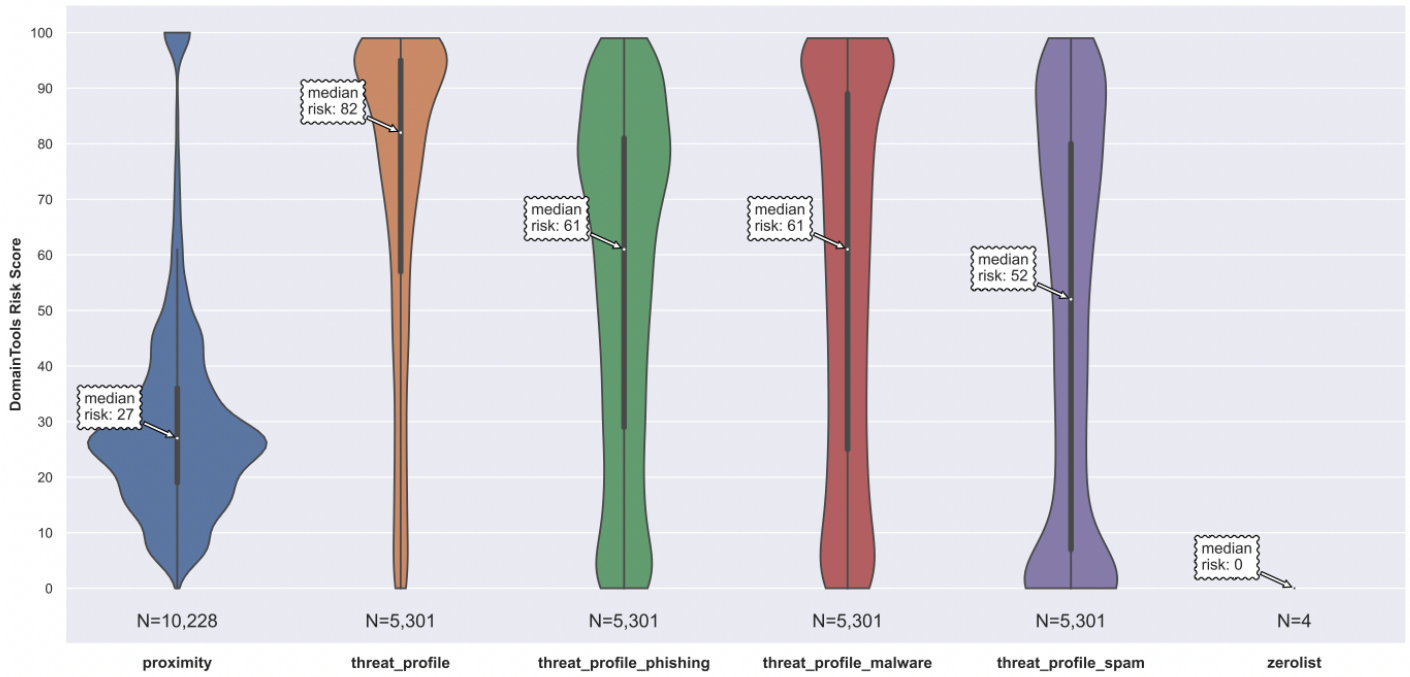 DomainTools Risk Score
100
90
80
70
60
50
40
30
20
10
0
median
risk: 27
median
risk: 82
median
risk: 61
median
risk: 61
median
risk: 52
median
risk: 0
N=10,228
N=5,301
N=5,301
N=5,301
N=5,301
N=4
proximity
threat_profile
threat_profile_phishing
threat_profile_malware
threat_profile_spam
zerolist